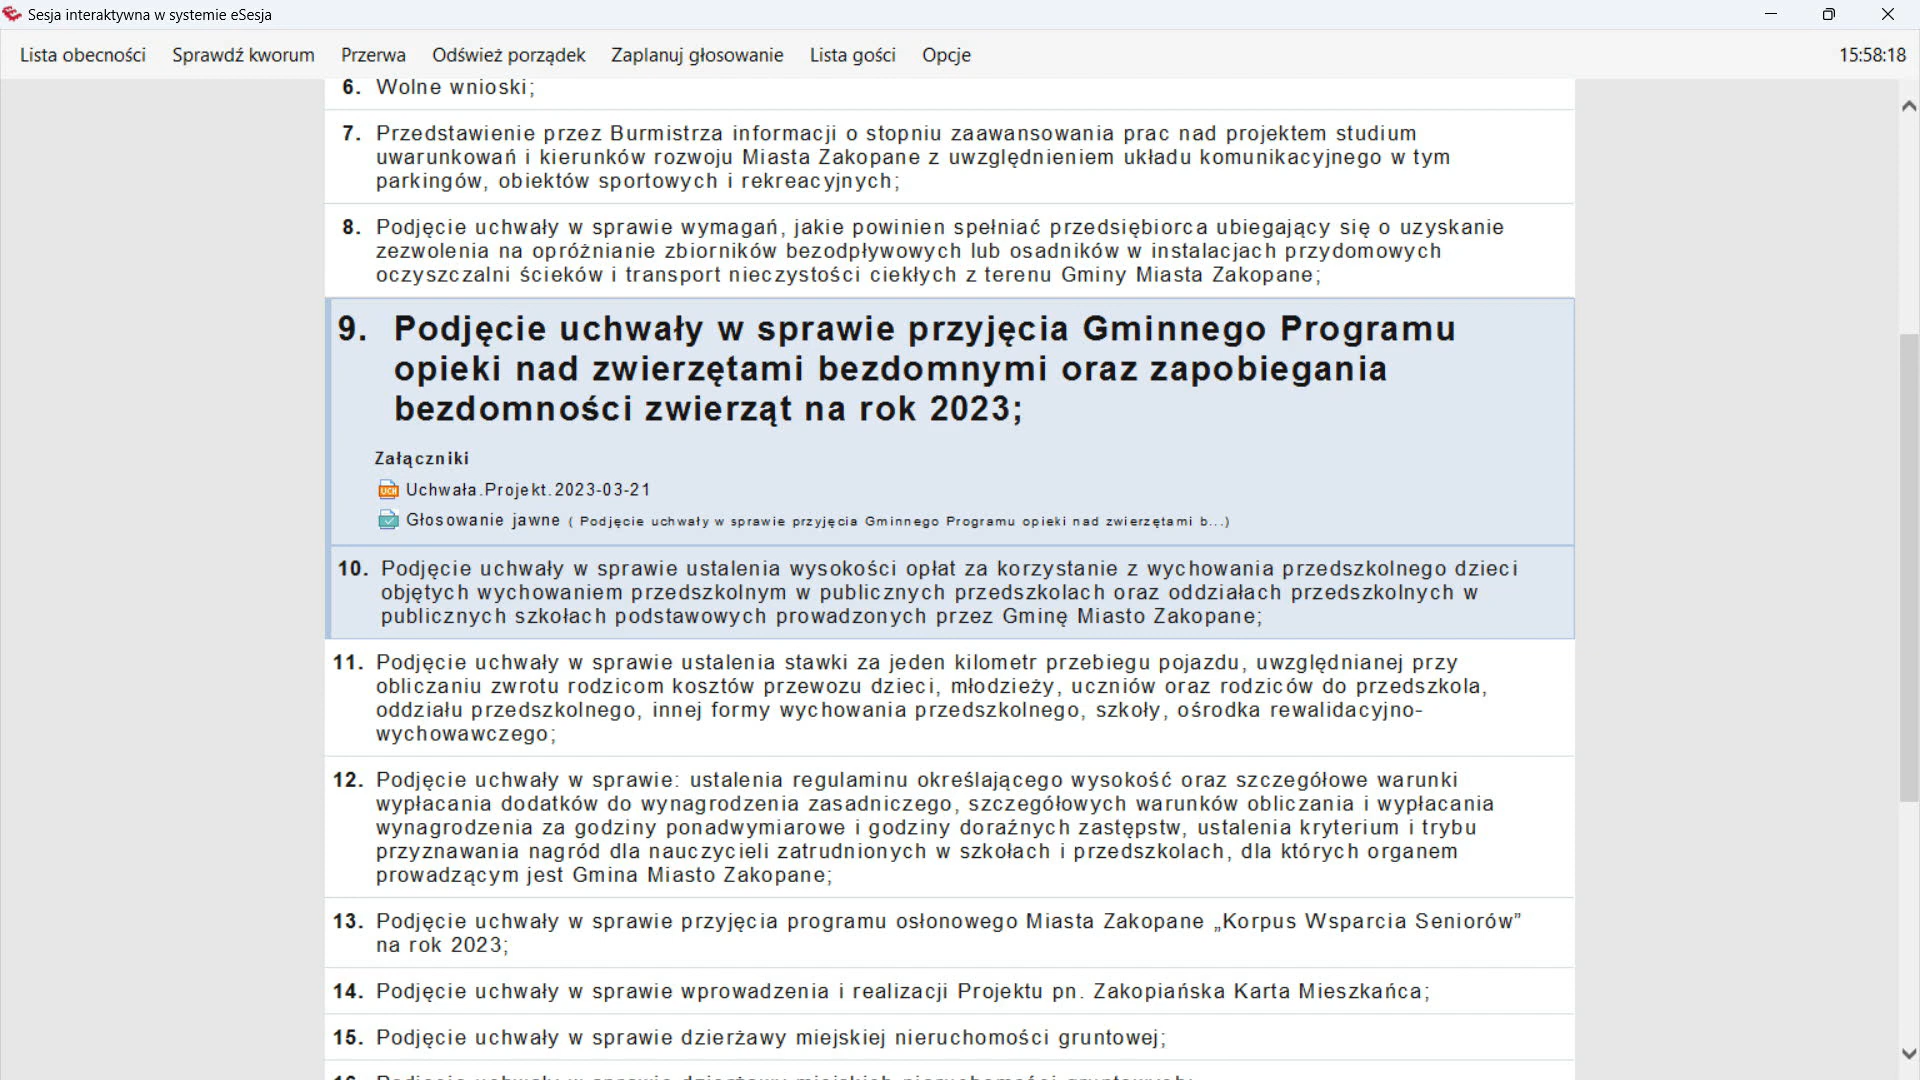 Sesja interaktywna w systemie eSesja
Lista obecności Sprawdź kworum Przerwa Odśwież porządek Zaplanuj głosowanie Lista gości Opcje 15:58:18
6. Wolne wnioski;
7. Przedstawienie przez Burmistrza informacji o stopniu zaawansowania prac nad projektem studium
uwarunkowań i kierunków rozwoju Miasta Zakopane z uwzględnieniem układu komunikacyjnego w tym
parkingów, obiektów sportowych i rekreacyjnych;
8. Podjęcie uchwały w sprawie wymagań, jakie powinien spełniać przedsiębiorca ubiegający się o uzyskanie
zezwolenia na opróżnianie zbiorników bezodpływowych lub osadników w instalacjach przydomowych
oczyszczalni ścieków i transport nieczystości ciekłych z terenu Gminy Miasta Zakopane;
9. Podjęcie uchwały w sprawie przyjęcia Gminnego Programu
opieki nad zwierzętami bezdomnymi oraz zapobiegania
bezdomności zwierząt na rok 2023;
Załączniki
UCH Uchwała.Projekt.2023-03-21
Głosowanie jawne ( Podjęcie uchwały w sprawie przyjęcia Gminnego Programu opieki nad zwierzętami b...)
10. Podjęcie uchwały w sprawie ustalenia wysokości opłat za korzystanie z wychowania przedszkolnego dzieci
objętych wychowaniem przedszkolnym w publicznych przedszkolach oraz oddziałach przedszkolnych w
publicznych szkołach podstawowych prowadzonych przez Gminę Miasto Zakopane;
11. Podjęcie uchwały w sprawie ustalenia stawki za jeden kilometr przebiegu pojazdu, uwzględnianej przy
obliczaniu zwrotu rodzicom kosztów przewozu dzieci, młodzieży, uczniów oraz rodziców do przedszkola,
oddziału przedszkolnego, innej formy wychowania przedszkolnego, szkoły, ośrodka rewalidacyjno-
wychowawczego;
12. Podjęcie uchwały w sprawie: ustalenia regulaminu określającego wysokość oraz szczegółowe warunki
wypłacania dodatków do wynagrodzenia zasadniczego, szczegółowych warunków obliczania i wypłacania
wynagrodzenia za godziny ponadwymiarowe i godziny doraźnych zastępstw, ustalenia kryterium i trybu
przyznawania nagród dla nauczycieli zatrudnionych w szkołach i przedszkolach, dla których organem
prowadzącym jest Gmina Miasto Zakopane;
13. Podjęcie uchwały w sprawie przyjęcia programu osłonowego Miasta Zakopane „Korpus Wsparcia Seniorów”
na rok 2023;
14. Podjęcie uchwały w sprawie wprowadzenia i realizacji Projektu pn. Zakopiańska Karta Mieszkańca;
15. Podjęcie uchwały w sprawie dzierżawy miejskiej nieruchomości gruntowej;